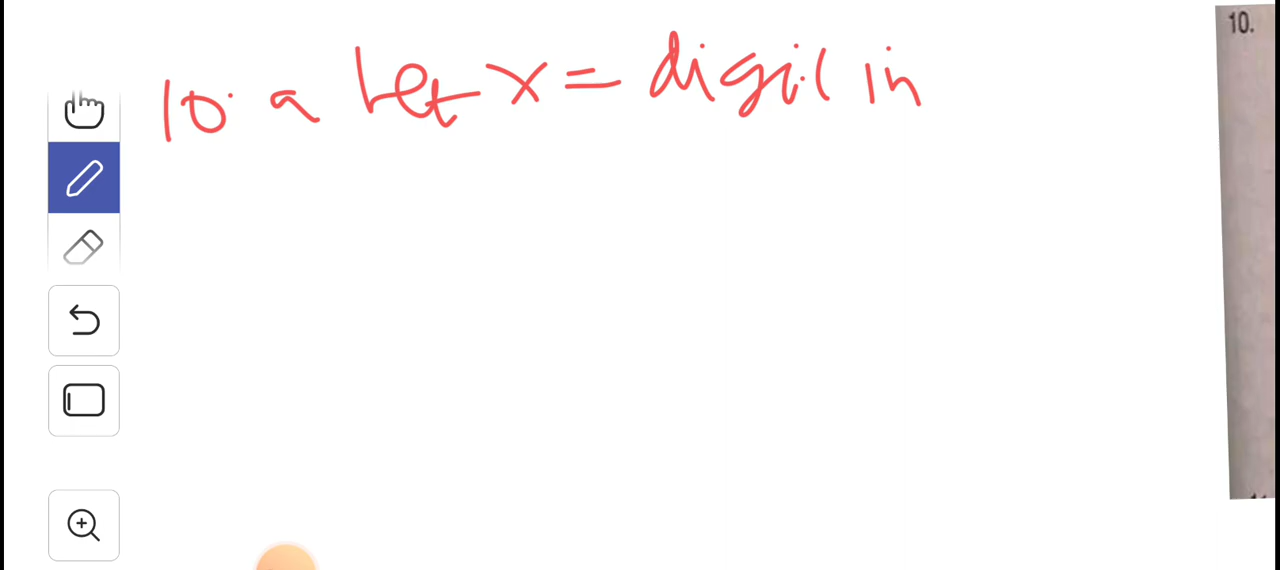 10. a let x = digit in
10.